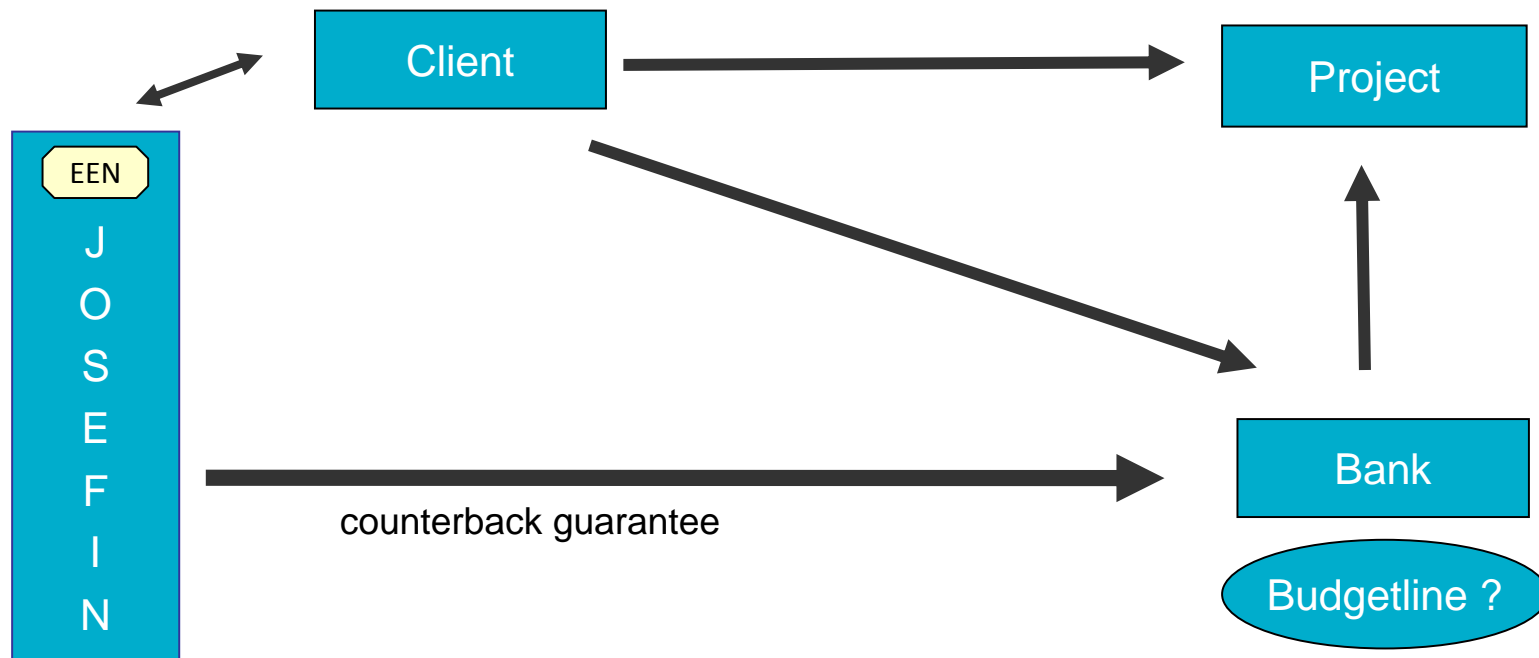 Client
Project
EEN
J
O
S
E
F
I
N
counterback guarantee
Bank
Budgetline ?